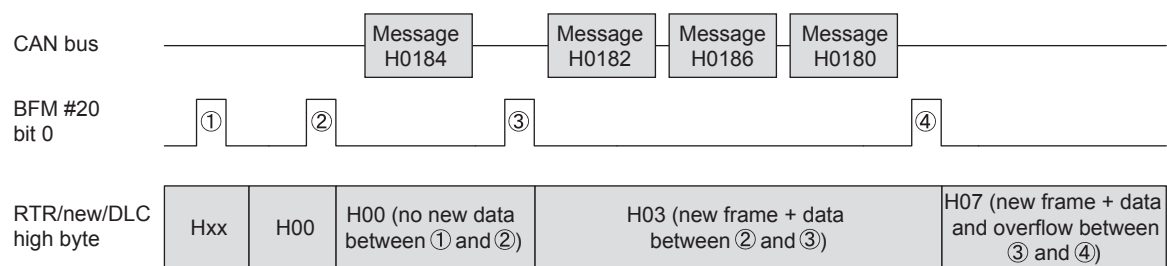 CAN bus
Message
H0184
Message
H0182
Message
H0186
Message
H0180
BFM #20
bit 0
①
②
③
④
RTR/new/DLC
high byte
Hxx
H00
H00 (no new data
between ① and ②)
H03 (new frame + data
between ② and ③)
H07 (new frame + data
and overflow between
③ and ④)